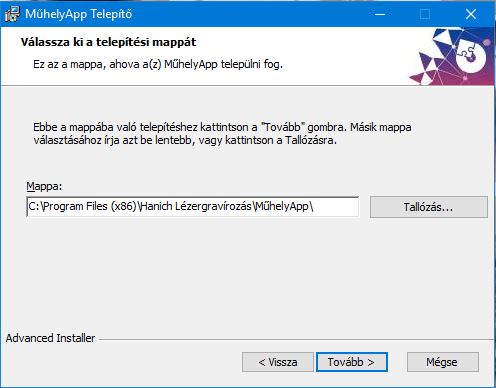 MűhelyApp Telepítő
Válassza ki a telepítési mappát
Ez az a mappa, ahova a(z) MűhelyApp települni fog.
Ebbe a mappába való telepítéshez kattintson a "Tovább" gombra. Másik mappa
választásához írja azt be lentebb, vagy kattintson a Tallózásra.
Mappa:
C:\Program Files (x86)\Hanich Lézergravírozás\MűhelyApp\
Tallózás...
Advanced Installer
< Vissza
Tovább >
Mégse